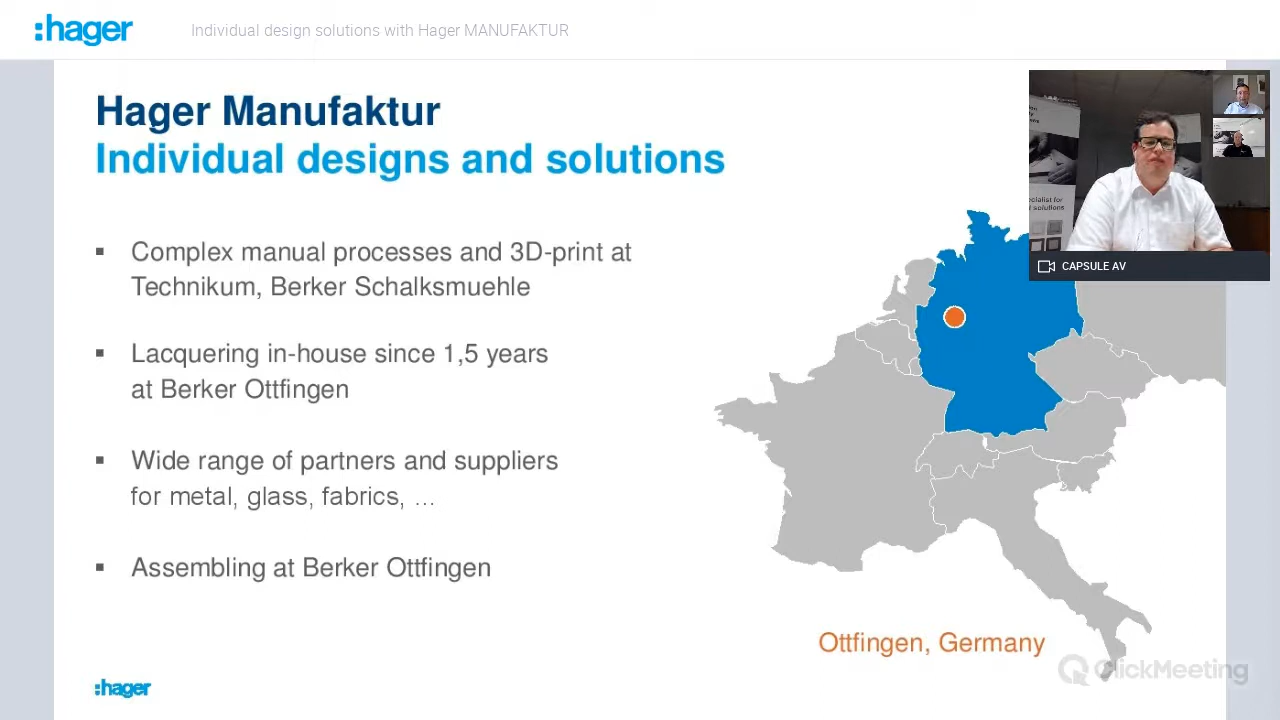 :hager
Individual design solutions with Hager MANUFAKTUR
Hager Manufaktur
Individual designs and solutions
Complex manual processes and 3D-print at
Technikum, Berker Schalksmuehle
Lacquering in-house since 1,5 years
at Berker Ottfingen
Wide range of partners and suppliers
for metal, glass, fabrics, ...
Assembling at Berker Ottfingen
:hager
solutions
CAPSULE AV
Ottfingen, Germany
ClickMeeting